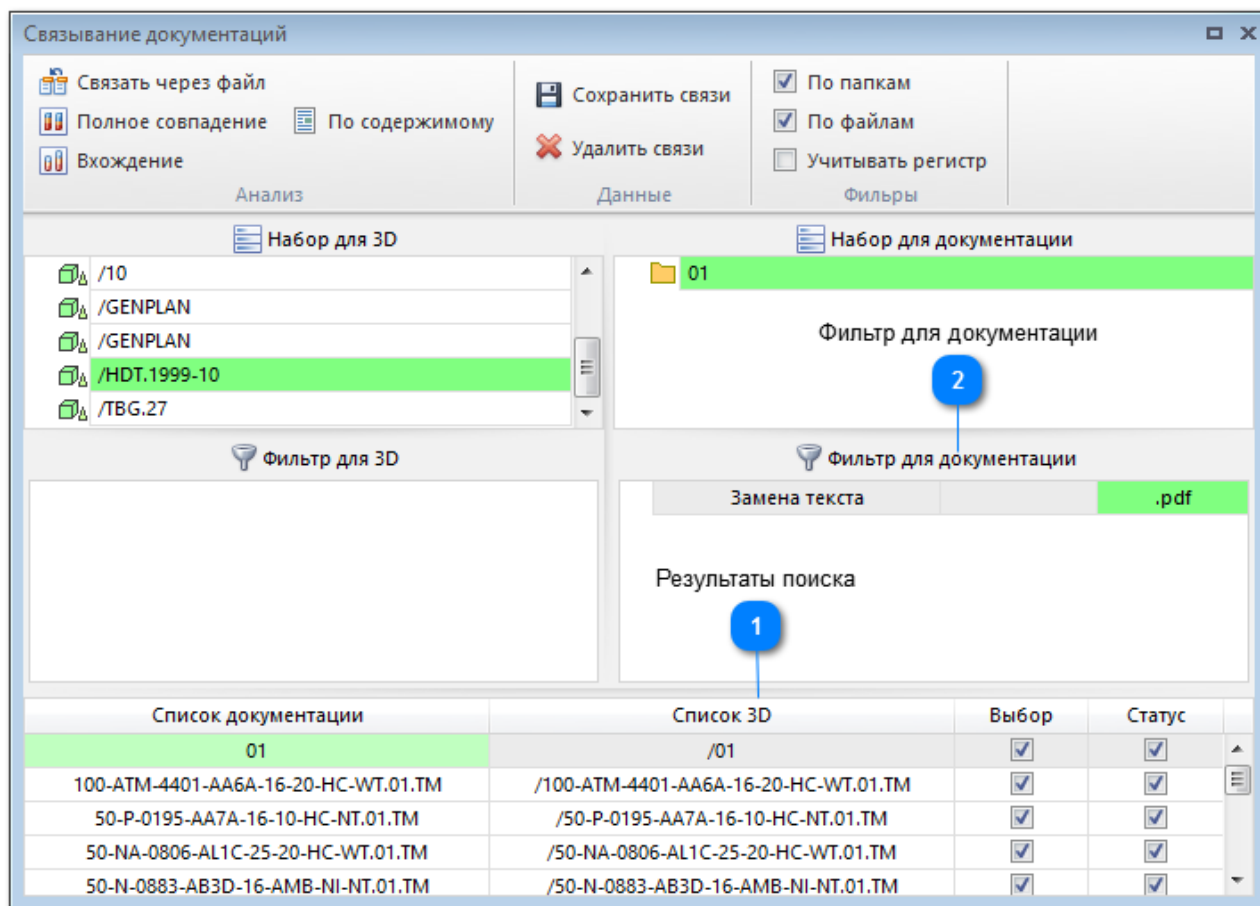 Связывание документаций
Связать через файл
Полное совпадение
По содержимому
Вхождение
Анализ
Сохранить связи
Удалить связи
Данные
По папкам
По файлам
Учитывать регистр
Фильры
Набор для 3D
/10
/GENPLAN
/GENPLAN
/HDT.1999-10
/TBG.27
Набор для документации
01
Фильтр для документации
2
Фильтр для 3D
Фильтр для документации
Замена текста .pdf
Результаты поиска
1
Список документации Список 3D Выбор Статус
01 /01
100-ATM-4401-AA6A-16-20-HC-WT.01.TM /100-ATM-4401-AA6A-16-20-HC-WT.01.TM
50-P-0195-AA7A-16-10-HC-NT.01.TM /50-P-0195-AA7A-16-10-HC-NT.01.TM
50-NA-0806-AL1C-25-20-HC-WT.01.TM /50-NA-0806-AL1C-25-20-HC-WT.01.TM
50-N-0883-AB3D-16-AMB-NI-NT.01.TM /50-N-0883-AB3D-16-AMB-NI-NT.01.TM